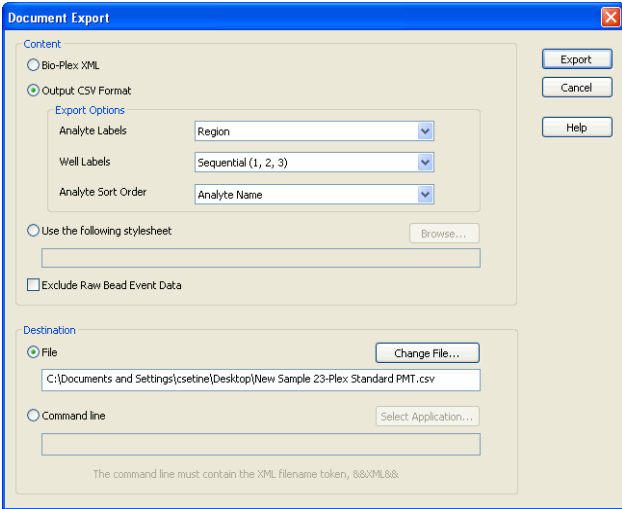 Document Export
Content
Bio-Plex XML
Output CSV Format
Export Options
Analyte Labels Region
Well Labels Sequential (1, 2, 3)
Analyte Sort Order Analyte Name
Use the following stylesheet Browse...
Exclude Raw Bead Event Data
Export
Cancel
Help
Destination
File Change File...
C:\Documents and Settings\csetine\Desktop\New Sample 23-Plex Standard PMT.csv
Command line Select Application...
The command line must contain the XML filename token, &&XML&&